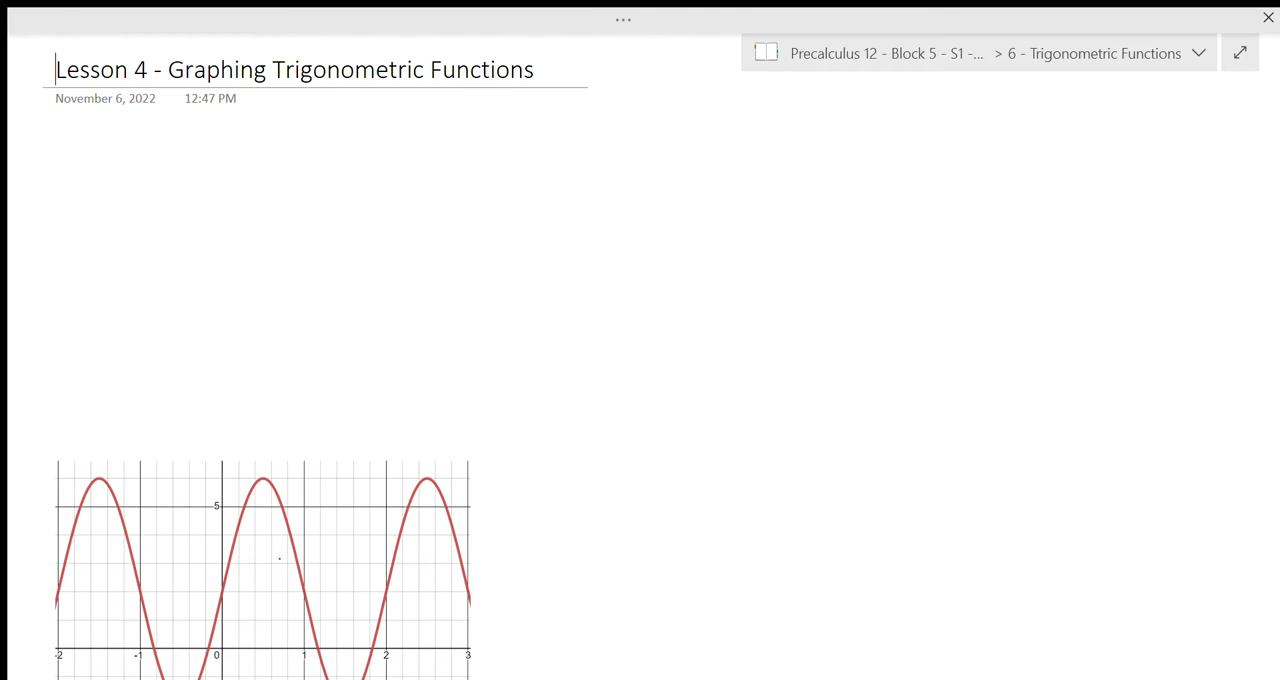 ...
Precalculus 12 - Block 5 - S1 -... > 6 - Trigonometric Functions
Lesson 4 - Graphing Trigonometric Functions
November 6, 2022 12:47 PM
5
-2 -1 0 1 2 3